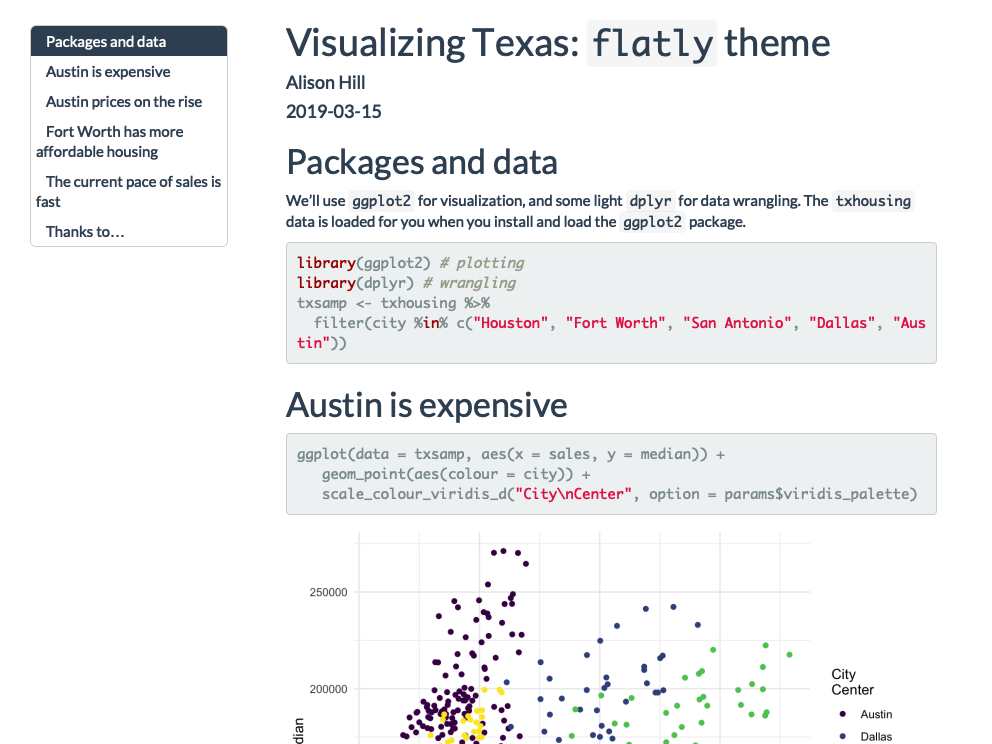 Packages and data
Austin is expensive
Austin prices on the rise
Fort Worth has more
affordable housing
The current pace of sales is
fast
Thanks to…
Visualizing Texas: flatly theme
Alison Hill
2019-03-15
Packages and data
We’ll use ggplot2 for visualization, and some light dplyr for data wrangling. The txhousing
data is loaded for you when you install and load the ggplot2 package.
library(ggplot2) # plotting
library(dplyr) # wrangling
txsamp <- txhousing %>%
  filter(city %in% c("Houston", "Fort Worth", "San Antonio", "Dallas", "Aus
tin"))
Austin is expensive
ggplot(data = txsamp, aes(x = sales, y = median)) +
   geom_point(aes(colour = city)) +
   scale_colour_viridis_d("City\nCenter", option = params$viridis_palette)
250000
200000
dian
City
Center
Austin
Dallas